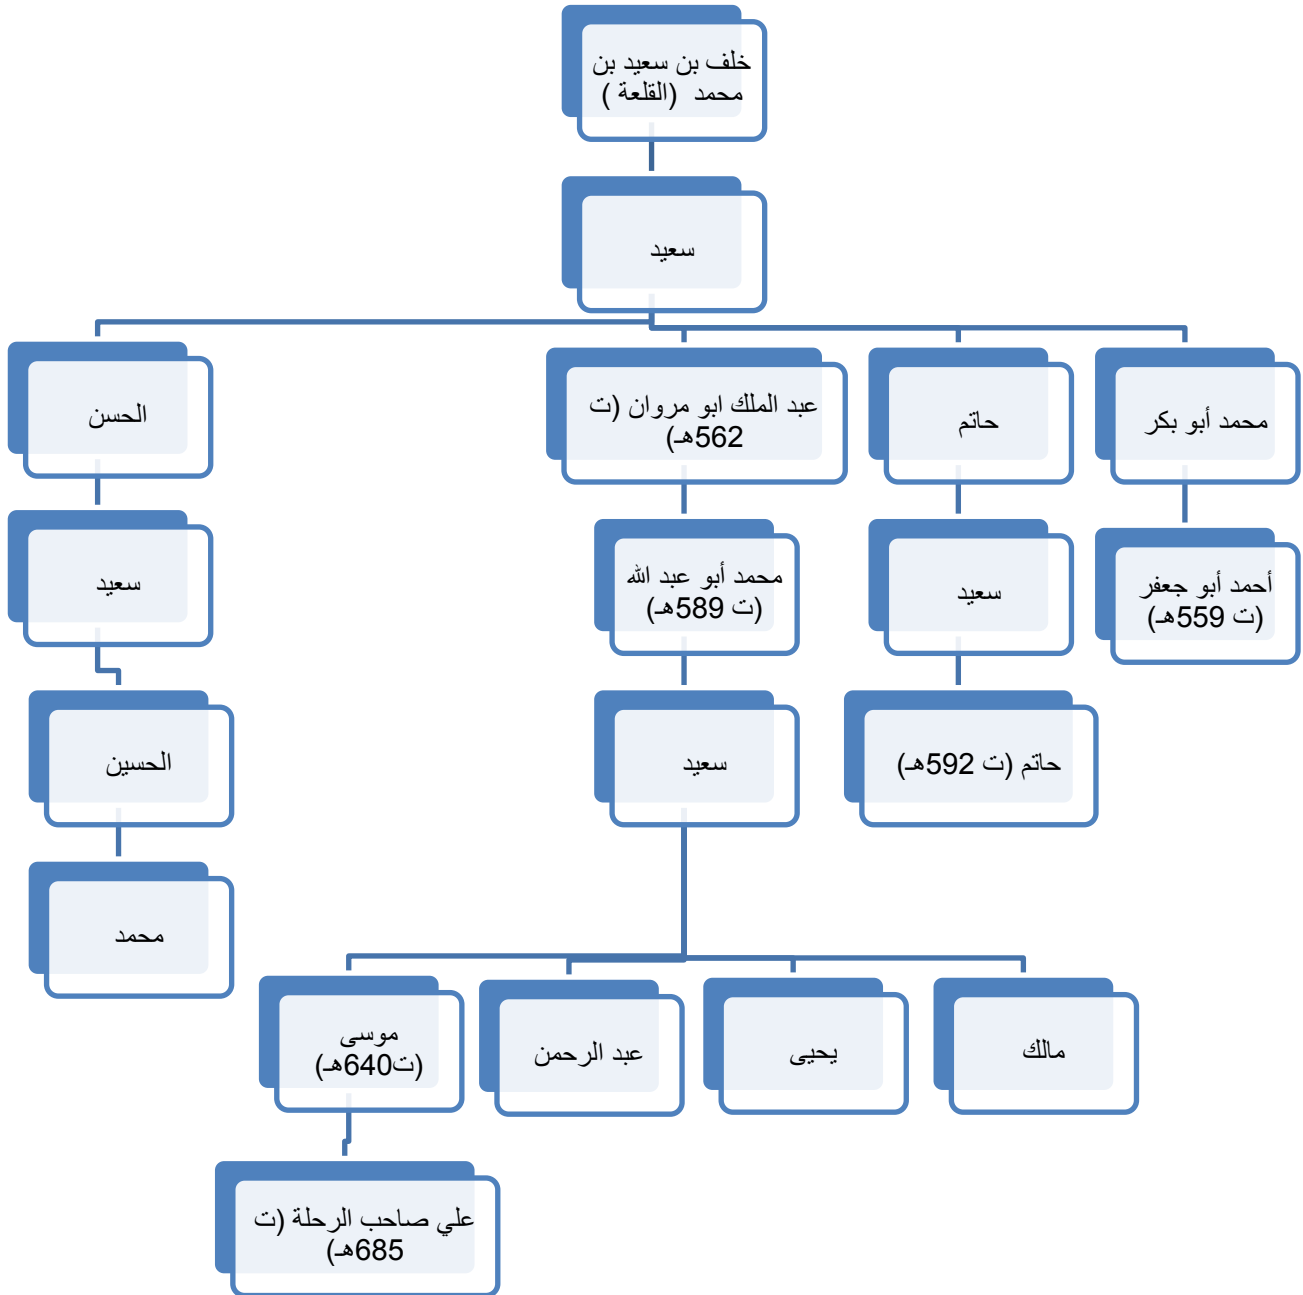 خلف بن سعيد بن
محمد (القلعة )
سعيد
محمد أبو بكر
حاتم
عبد الملك ابو مروان (ت
562هـ)
الحسن
أحمد أبو جعفر
(ت 559هـ)
سعيد
محمد أبو عبد الله
(ت 589هـ)
سعيد
حاتم (ت 592هـ)
سعيد
الحسين
محمد
مالك
يحيى
عبد الرحمن
موسى
(ت640هـ)
علي صاحب الرحلة (ت
685هـ)